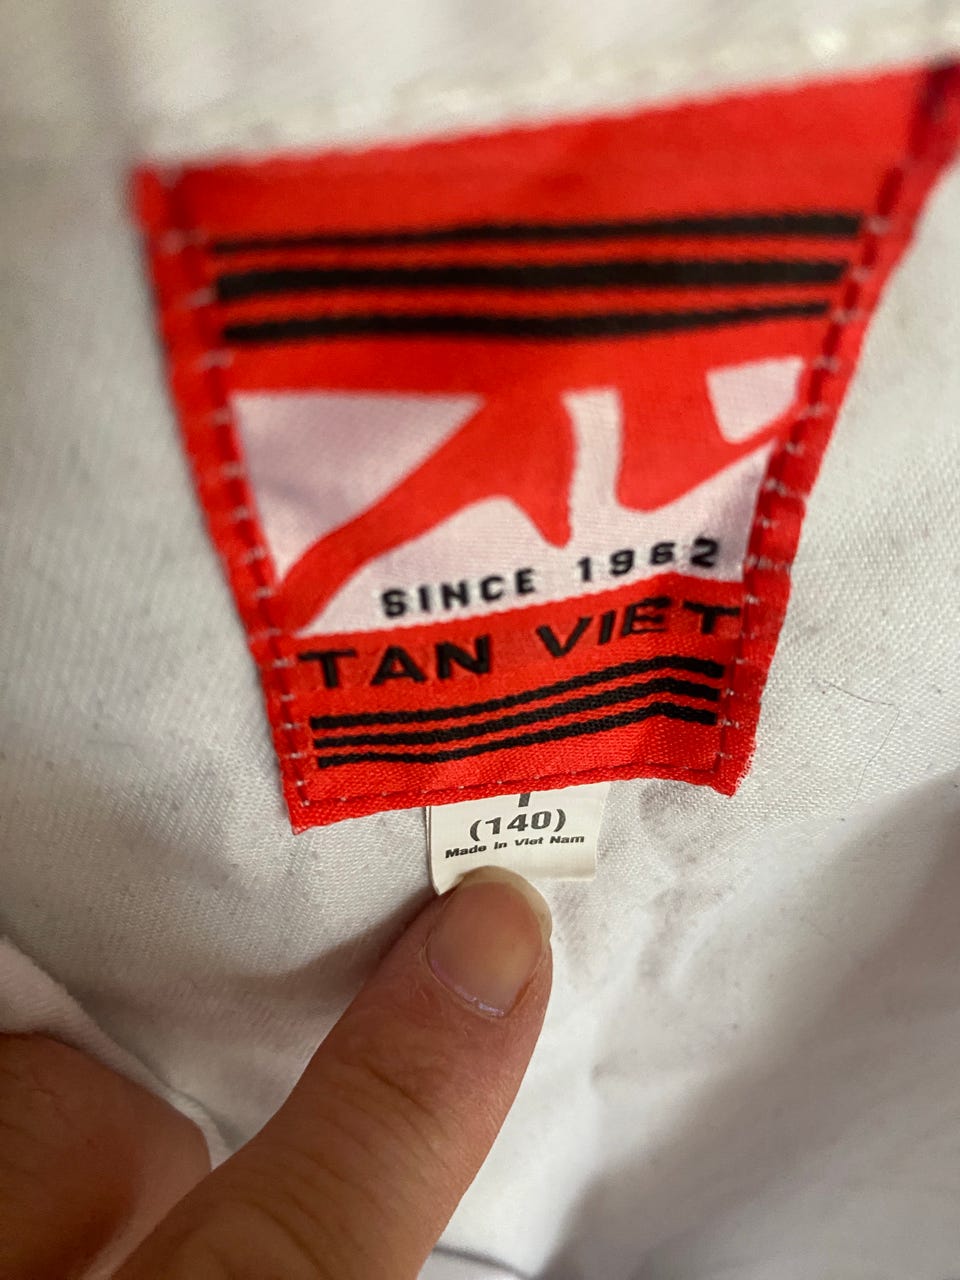 SINCE 1962
TAN VIET
(140)
Made in Viet Nam